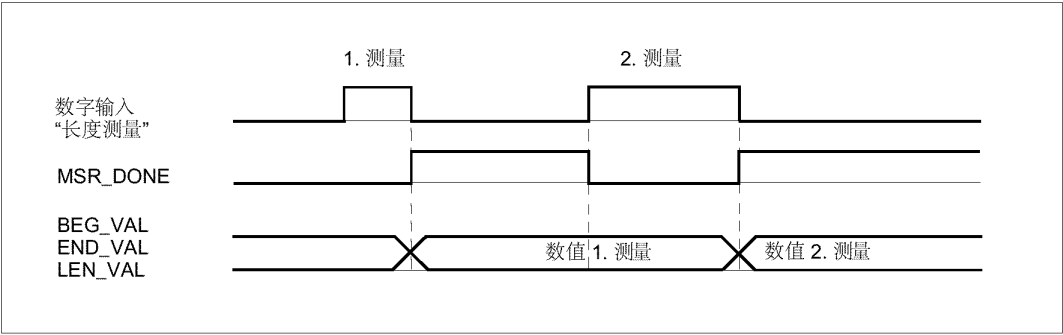 1. 测量
2. 测量
数字输入
“长度测量”
MSR_DONE
BEG_VAL
END_VAL
LEN_VAL
数值 1. 测量
数值 2. 测量